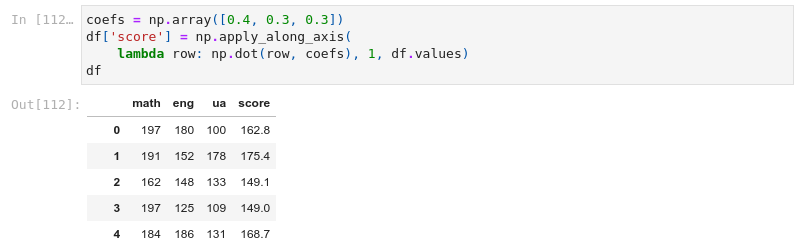 In [112…
coefs = np.array([0.4, 0.3, 0.3])
df['score'] = np.apply_along_axis(
    lambda row: np.dot(row, coefs), 1, df.values)
df
Out[112]:
math eng ua score
0 197 180 100 162.8
1 191 152 178 175.4
2 162 148 133 149.1
3 197 125 109 149.0
4 184 186 131 168.7